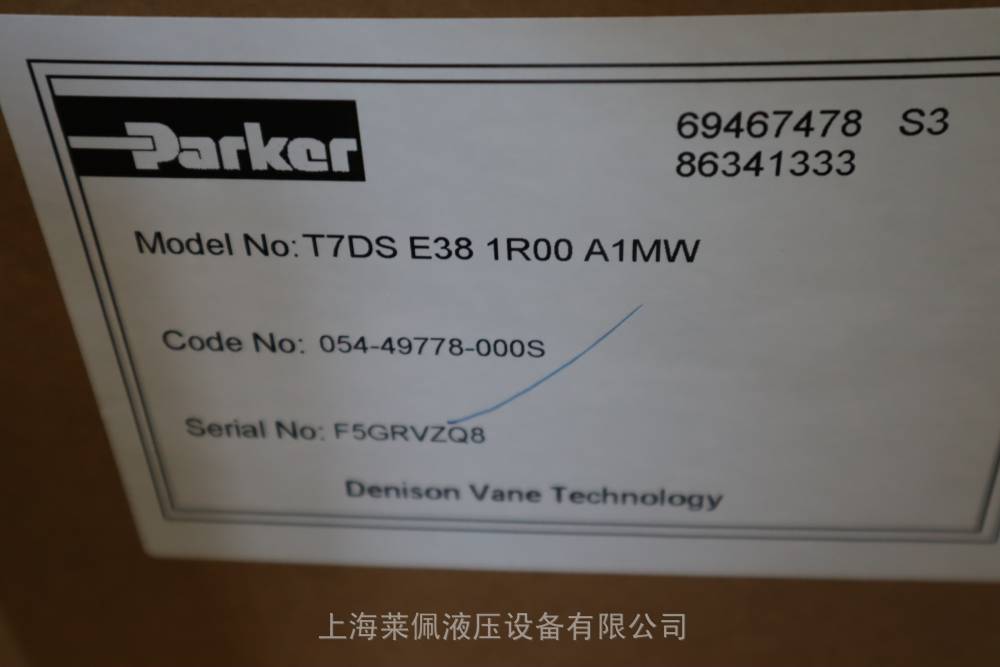 Parker
69467478 S3
86341333
Model No: T7DS E38 1R00 A1MW
Code No: 054-49778-000S
Serial No: F5GRVZQ8
Denison Vane Technology
上海莱佩液压设备有限公司